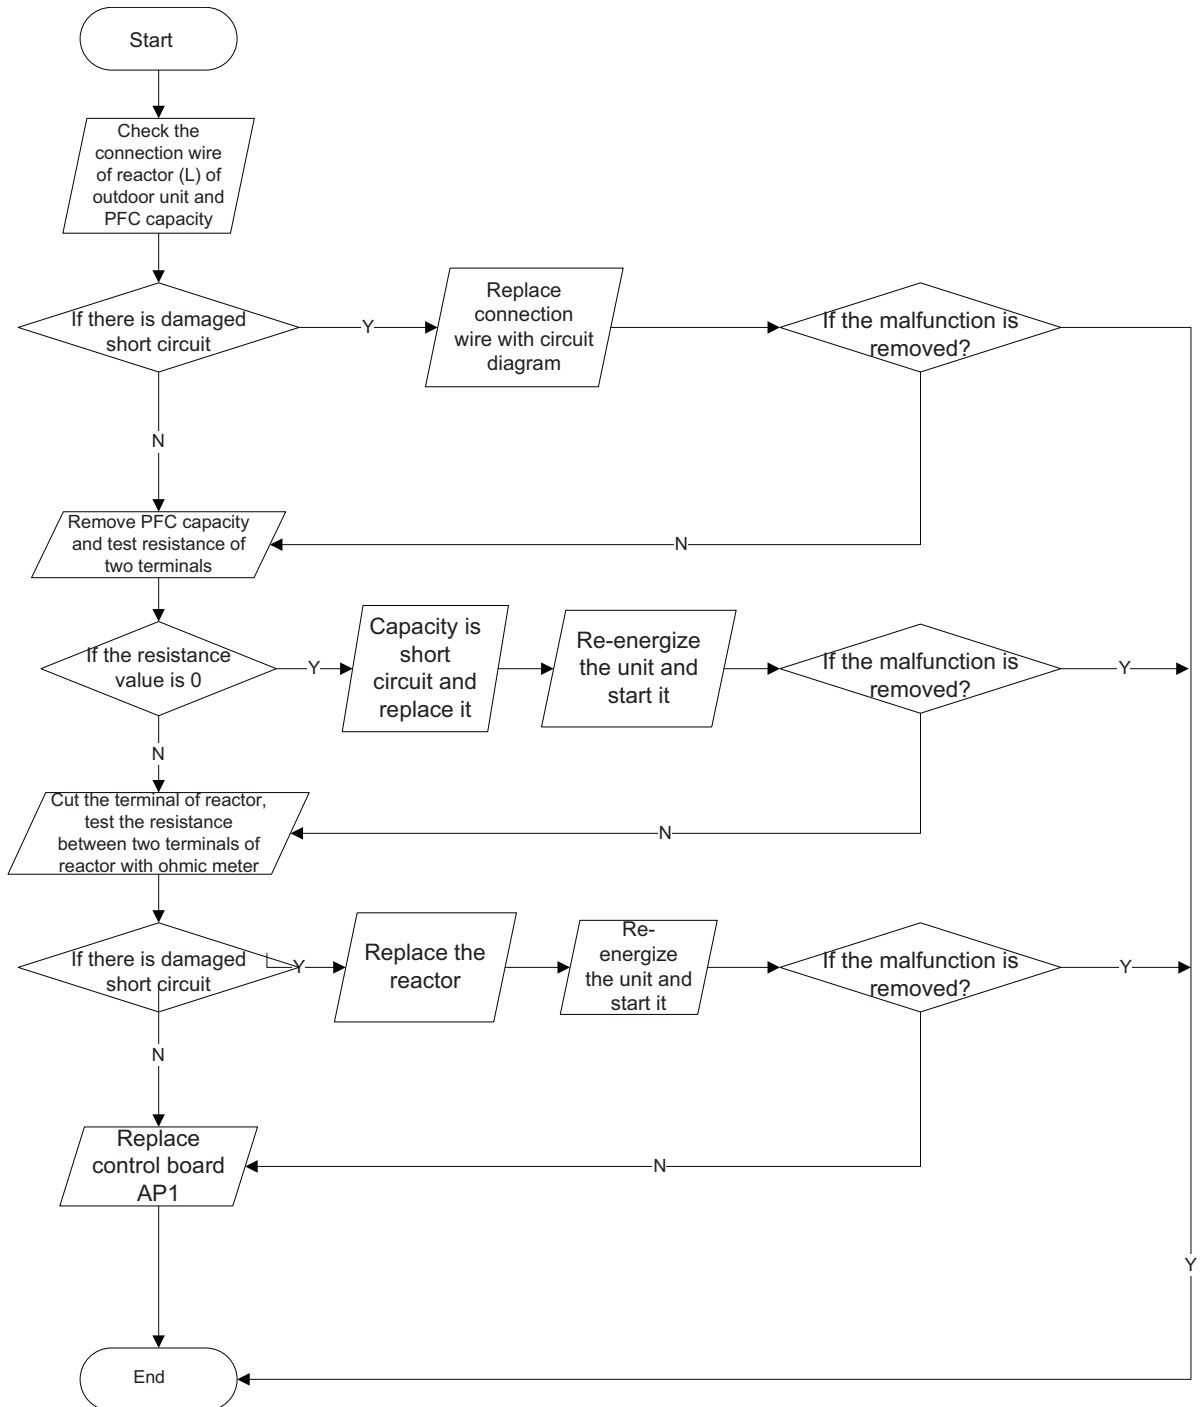 Start
Check the
connection wire
of reactor (L) of
outdoor unit and
PFC capacity
If there is damaged
short circuit
Y
Replace
connection
wire with circuit
diagram
If the malfunction is
removed?
N
Remove PFC capacity
and test resistance of
two terminals
N
If the resistance
value is 0
Y
Capacity is
short
circuit and
replace it
Re-energize
the unit and
start it
If the malfunction is
removed?
Y
N
Cut the terminal of reactor,
test the resistance
between two terminals of
reactor with ohmic meter
N
If there is damaged
short circuit
Y
Replace the
reactor
Re-
energize
the unit and
start it
If the malfunction is
removed?
Y
N
Replace
control board
AP1
N
Y
End